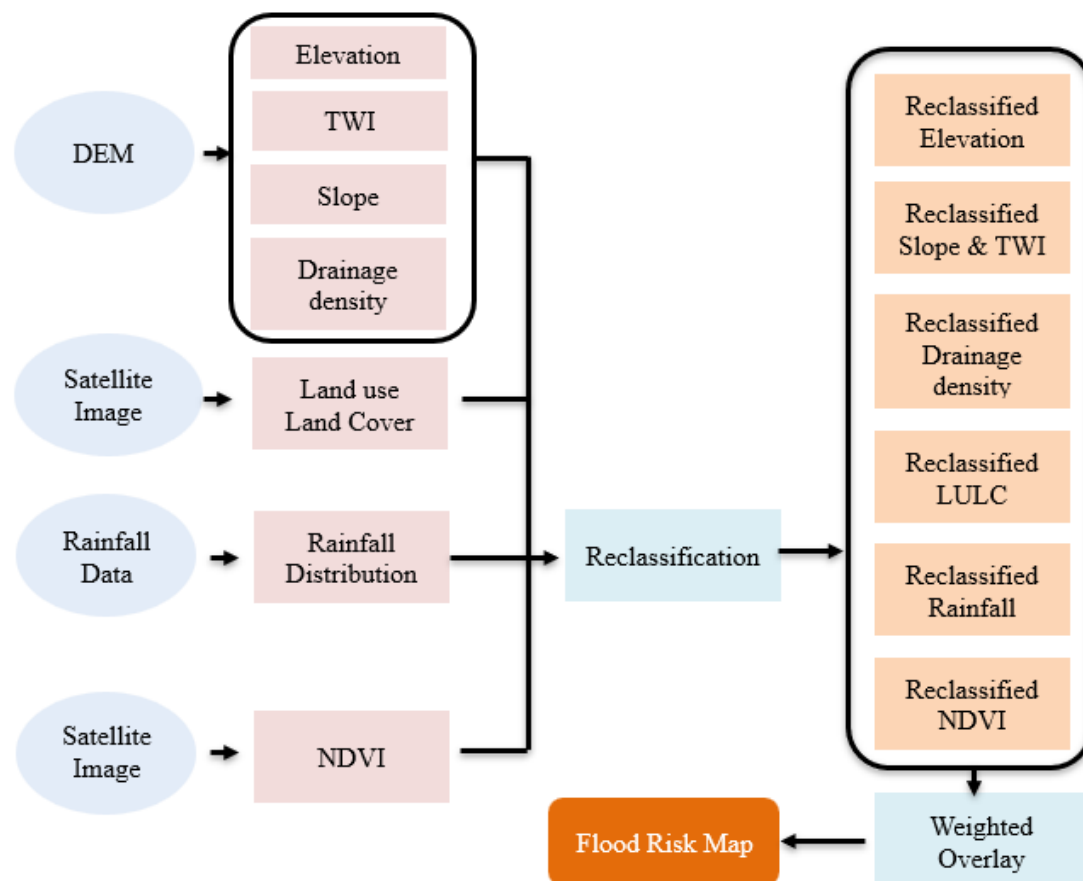 DEM
Elevation
TWI
Slope
Drainage
density
Satellite
Image
Land use
Land Cover
Rainfall
Data
Rainfall
Distribution
Satellite
Image
NDVI
Reclassification
Reclassified
Elevation
Reclassified
Slope & TWI
Reclassified
Drainage
density
Reclassified
LULC
Reclassified
Rainfall
Reclassified
NDVI
Weighted
Overlay
Flood Risk Map